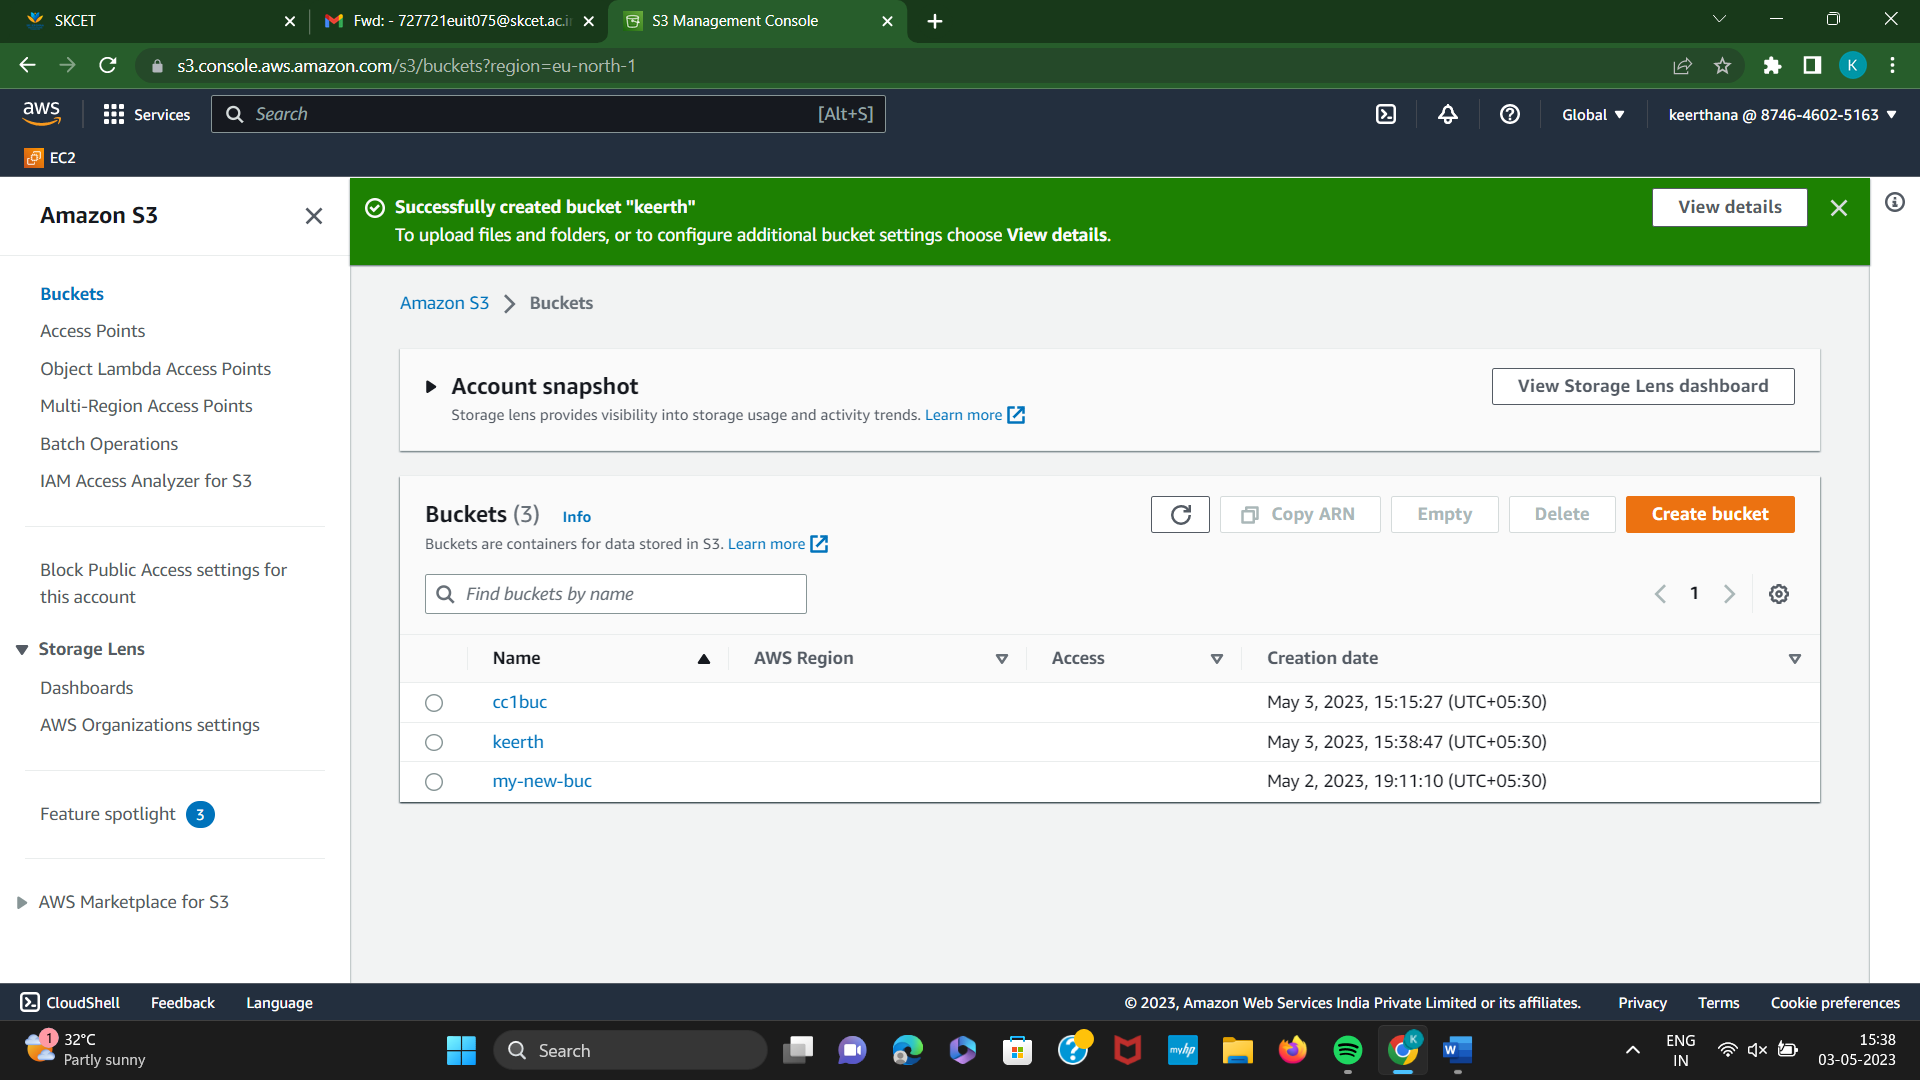 SKCET
Fwd: - 727721euit075@skcet.ac.i
S3 Management Console
s3.console.aws.amazon.com/s3/buckets?region=eu-north-1
K
aws
Services
Search
[Alt+S]
Global
keerthana @ 8746-4602-5163
EC2
Amazon S3
Buckets
Access Points
Object Lambda Access Points
Multi-Region Access Points
Batch Operations
IAM Access Analyzer for S3
Block Public Access settings for
this account
Storage Lens
Dashboards
AWS Organizations settings
Feature spotlight 3
AWS Marketplace for S3
Successfully created bucket "keerth"
To upload files and folders, or to configure additional bucket settings choose View details.
View details
Amazon S3 > Buckets
Account snapshot
Storage lens provides visibility into storage usage and activity trends. Learn more
View Storage Lens dashboard
Buckets (3) Info
Buckets are containers for data stored in S3. Learn more
Copy ARN
Empty
Delete
Create bucket
Find buckets by name
1
Name AWS Region Access Creation date
cc1buc May 3, 2023, 15:15:27 (UTC+05:30)
keerth May 3, 2023, 15:38:47 (UTC+05:30)
my-new-buc May 2, 2023, 19:11:10 (UTC+05:30)
CloudShell Feedback Language
© 2023, Amazon Web Services India Private Limited or its affiliates. Privacy Terms Cookie preferences
1
32°C
Partly sunny
Search
myhp
K
W
ENG
IN
15:38
03-05-2023